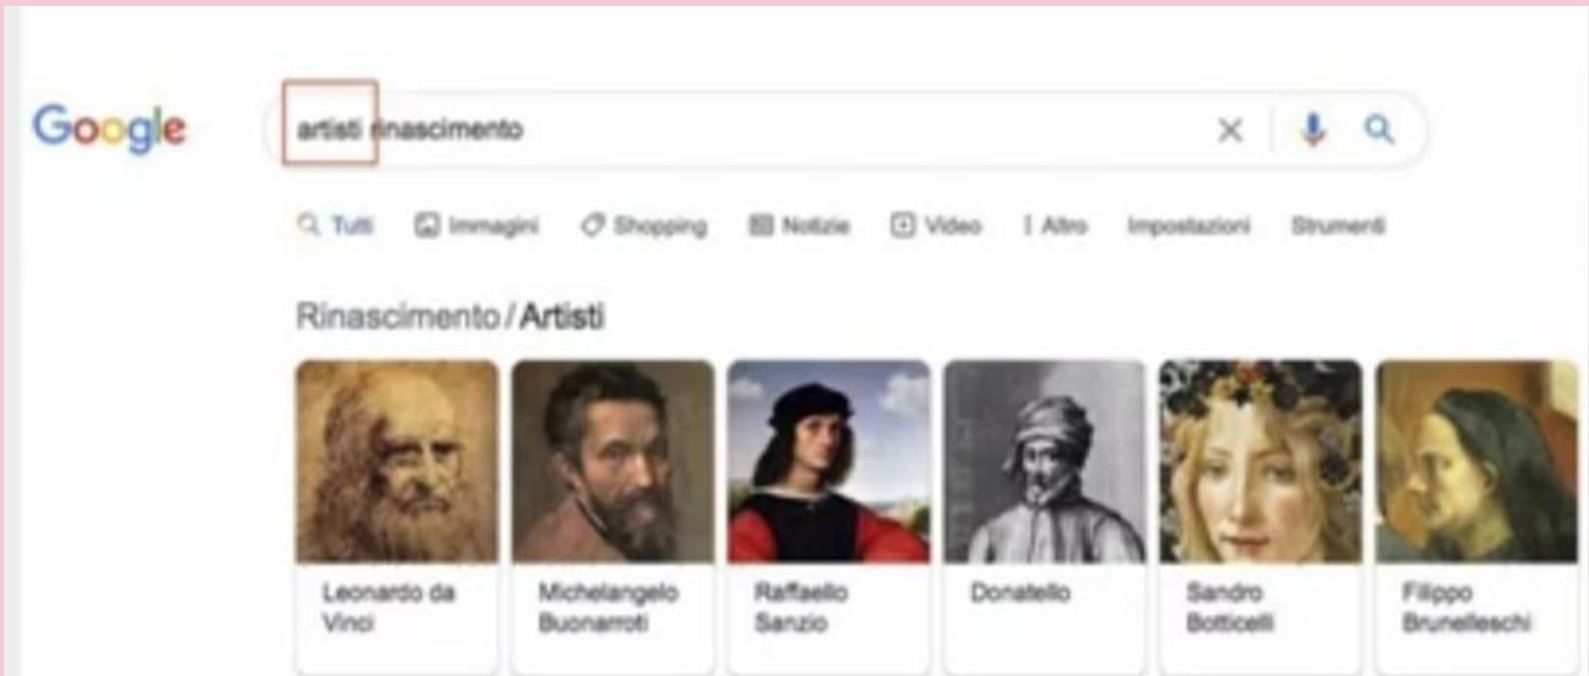 Google
artisti rinascimento
Tutti Immagini Shopping Notizie Video Altro Impostazioni Strumenti
Rinascimento / Artisti
Leonardo da
Vinci
Michelangelo
Buonarroti
Raffaello
Sanzio
Donatello
Sandro
Botticelli
Filippo
Brunelleschi